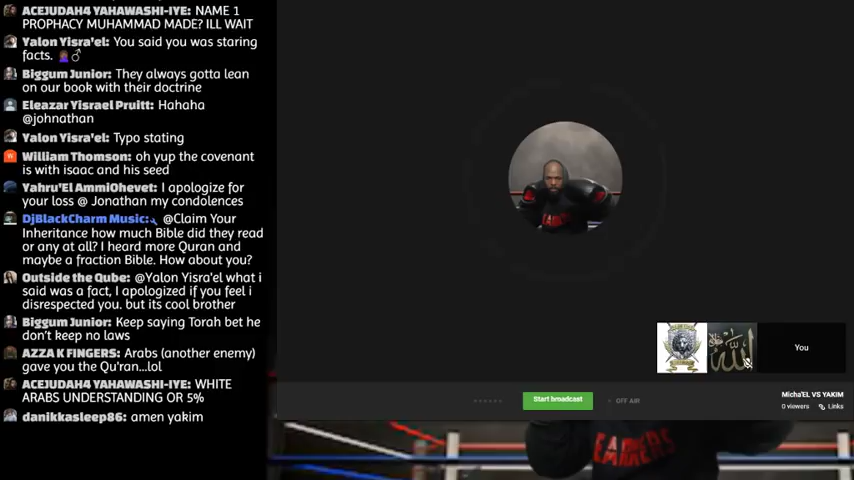 ACEJUDAH4 YAHAWASHI-IYE: NAME 1
PROPHACY MUHAMMAD MADE? ILL WAIT
Yalon Yisra'el: You said you was staring
facts.
Biggum Junior: They always gotta lean
on our book with their doctrine
Eleazar Yisrael Pruitt: Hahaha
@johnathan
Yalon Yisra'el: Typo stating
William Thomson: oh yup the covenant
is with isaac and his seed
Yahru'El AmmiOhevet: I apologize for
your loss @ Jonathan my condolences
DjBlackCharm Music: @Claim Your
Inheritance how much Bible did they read
or any at all? I heard more Quran and
maybe a fraction Bible. How about you?
Outside the Qube: @Yalon Yisra'el what i
said was a fact, I apologized if you feel i
disrespected you. but its cool brother
Biggum Junior: Keep saying Torah bet he
don't keep no laws
AZZA K FINGERS: Arabs (another enemy)
gave you the Qu'ran...lol
ACEJUDAH4 YAHAWASHI-IYE: WHITE
ARABS UNDERSTANDING OR 5%
danikkasleep86: amen yakim
الله
You
Start broadcast
OFF AIR
Micha'EL VS YAKIM
0 viewers
Links